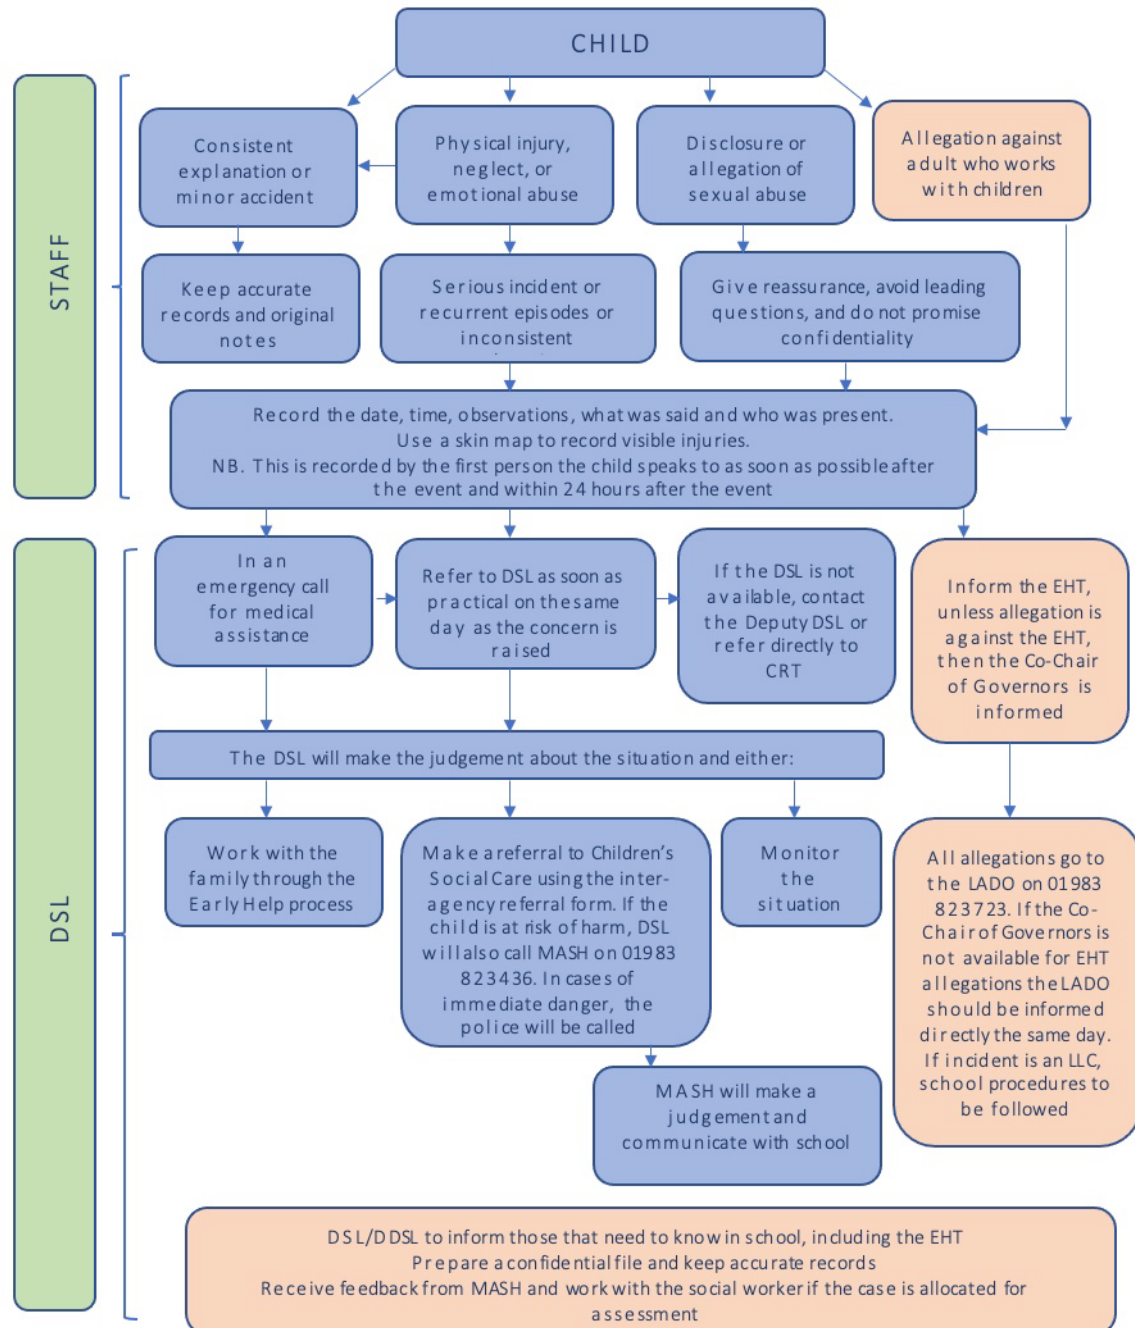 CHILD
STAFF
Consistent
explanation or
minor accident
Physical injury,
neglect, or
emotional abuse
Disclosure or
allegation of
sexual abuse
Allegation against
adult who works
with children
Keep accurate
records and original
notes
Serious incident or
recurrent episodes or
inconsistent
Give reassurance, avoid leading
questions, and do not promise
confidentiality
Record the date, time, observations, what was said and who was present.
Use a skin map to record visible injuries.
NB. This is recorded by the first person the child speaks to as soon as possible after
the event and within 24 hours after the event
DSL
In an
emergency call
for medical
assistance
Refer to DSL as soon as
practical on the same
day as the concern is
raised
If the DSL is not
available, contact
the Deputy DSL or
refer directly to
CRT
Inform the EHT,
unless allegation is
against the EHT,
then the Co-Chair
of Governors is
informed
The DSL will make the judgement about the situation and either:
Work with the
family through the
Early Help process
Make a referral to Children's
Social Care using the inter-
agency referral form. If the
child is at risk of harm, DSL
will also call MASH on 01983
823436. In cases of
immediate danger, the
police will be called
Monitor
the
situation
All allegations go to
the LADO on 01983
823723. If the Co-
Chair of Governors is
not available for EHT
allegations the LADO
should be informed
directly the same day.
If incident is an LLC,
school procedures to
be followed
MASH will make a
judgement and
communicate with school
DSL/DDSL to inform those that need to know in school, including the EHT
Prepare a confidential file and keep accurate records
Receive feedback from MASH and work with the social worker if the case is allocated for
assessment